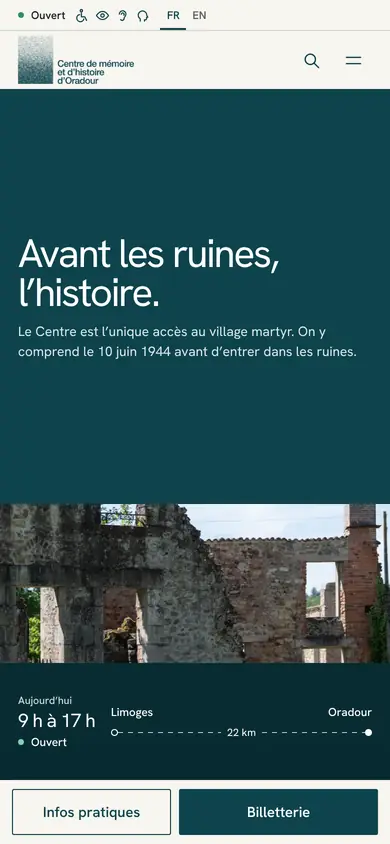 Ouvert
FR EN
Centre de mémoire
et d’histoire
d’Oradour
Avant les ruines,
l’histoire.
Le Centre est l’unique accès au village martyr. On y
comprend le 10 juin 1944 avant d’entrer dans les ruines.
Aujourd’hui
9 h à 17 h
Ouvert
Limoges
Oradour
22 km
Infos pratiques
Billetterie